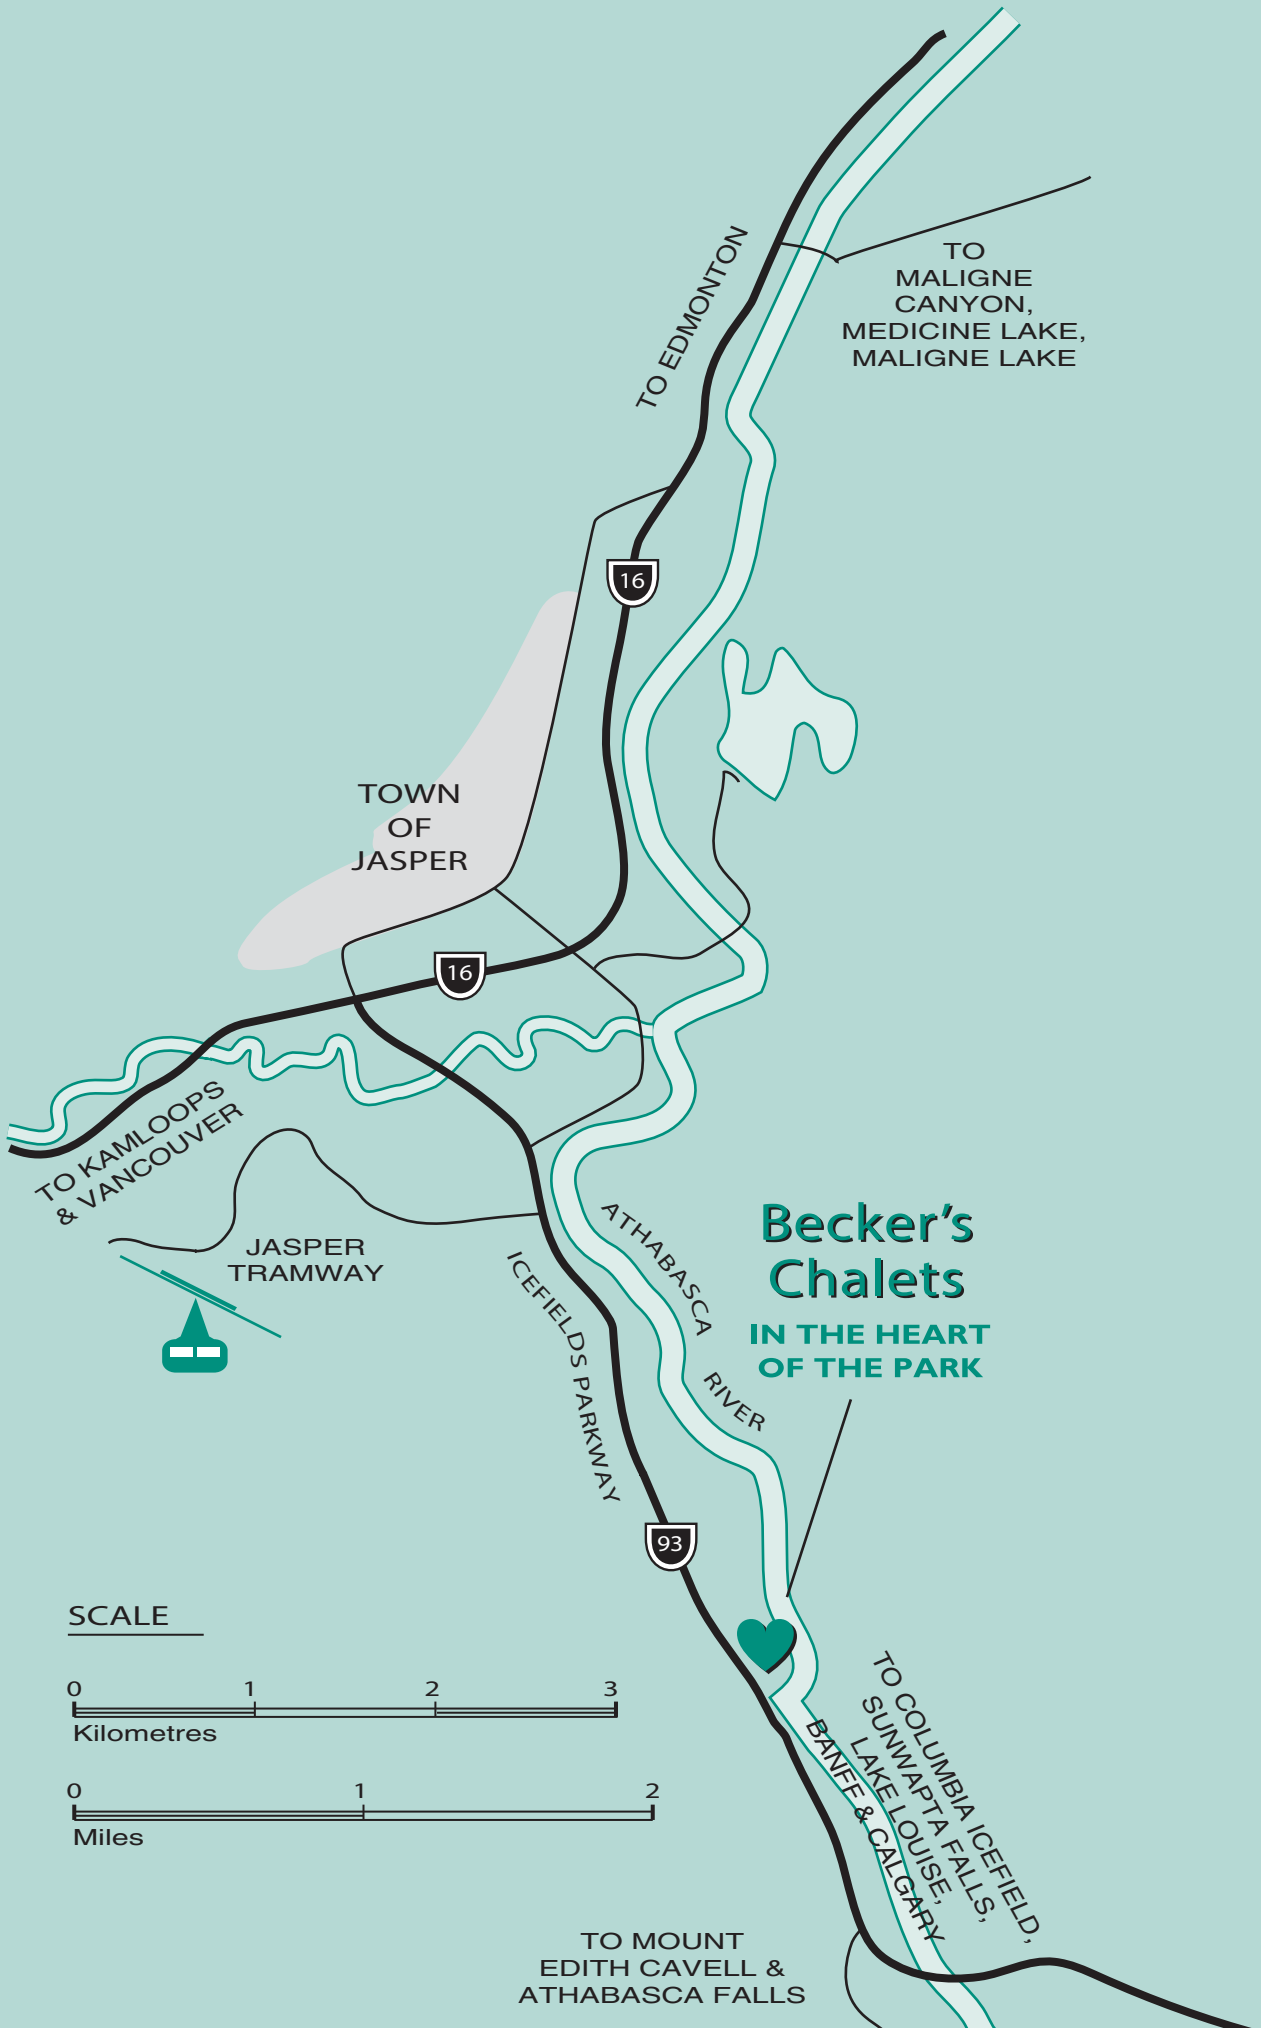 TO EDMONTON
TO
MALIGNE
CANYON,
MEDICINE LAKE,
MALIGNE LAKE
16
TOWN
OF
JASPER
16
TO KAMLOOPS
& VANCOUVER
JASPER
TRAMWAY
ICEFIELDS PARKWAY
ATHABASCA
RIVER
Becker's
Chalets
IN THE HEART
OF THE PARK
93
SCALE
0 1 2 3
Kilometres
0 1 2
Miles
TO COLUMBIA ICEFIELD,
SUNWAPTA FALLS,
LAKE LOUISE,
BANFF & CALGARY
TO MOUNT
EDITH CAVELL &
ATHABASCA FALLS